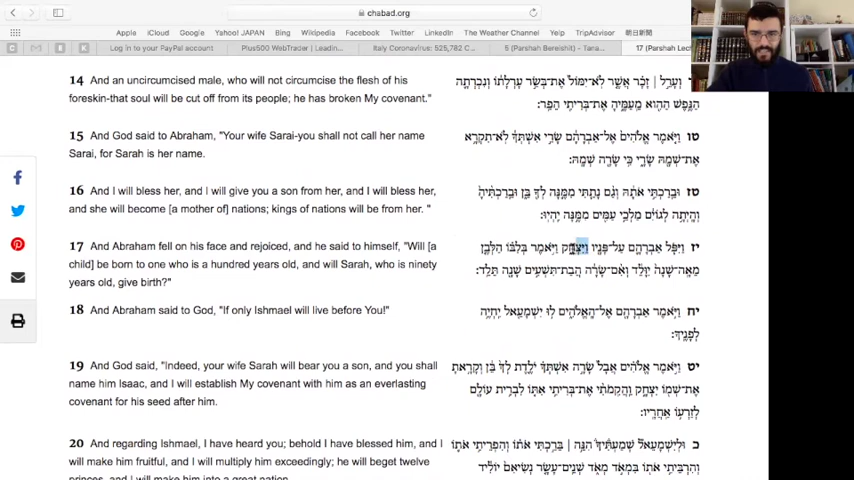 chabad.org
Apple iCloud Yahoo! Yahoo! JAPAN Bing Wikipedia Facebook Twitter LinkedIn The Weather Channel Yelp TripAdvisor 朝日新聞
Log in to your PayPal account Plus500 WebTrader | Leadin... Italy Coronavirus: 525,782 C... 5 (Parshah Bereishit) - Tana... 17 (Parshah Lech
14 And an uncircumcised male, who will not circumcise the flesh of his
foreskin-that soul will be cut off from its people; he has broken My covenant."
וְעָרֵ֣ל | זָכָ֗ר אֲשֶׁ֤ר לֹֽא־יִמּוֹל֙ אֶת־בְּשַׂ֣ר עָרְלָת֔וֹ וְנִכְרְתָ֛ה
הַנֶּ֥פֶשׁ הַהִ֖וא מֵֽעַמֶּ֑יהָ אֶת־בְּרִיתִ֖י הֵפַֽר:
15 And God said to Abraham, "Your wife Sarai-you shall not call her name
Sarai, for Sarah is her name.
טו וַיֹּ֤אמֶר אֱלֹהִים֙ אֶל־אַבְרָהָ֔ם שָׂרַ֣י אִשְׁתְּךָ֔ לֹֽא־תִקְרָ֥א
אֶת־שְׁמָ֖הּ שָׂרָ֑י כִּ֥י שָׂרָ֖ה שְׁמָֽהּ:
16 And I will bless her, and I will give you a son from her, and I will bless her,
and she will become [a mother of] nations; kings of nations will be from her. "
טז וּבֵֽרַכְתִּ֣י אֹתָ֔הּ וְגַ֨ם נָתַ֧תִּי מִמֶּ֛נָּה לְךָ֖ בֵּ֑ן וּבֵֽרַכְתִּ֨יהָ֙
וְהָֽיְתָ֣ה לְגוֹיִ֔ם מַלְכֵ֥י עַמִּ֖ים מִמֶּ֥נָּה יִֽהְיֽוּ:
17 And Abraham fell on his face and rejoiced, and he said to himself, "Will [a
child] be born to one who is a hundred years old, and will Sarah, who is ninety
years old, give birth?"
יז וַיִּפֹּ֧ל אַבְרָהָ֛ם עַל־פָּנָ֖יו וַיִּצְחָ֑ק וַיֹּ֣אמֶר בְּלִבּ֗וֹ הַלְּבֶ֤ן
מֵאָֽה־שָׁנָה֙ יִוָּלֵ֔ד וְאִ֨ם־שָׂרָ֔ה הֲבַת־תִּשְׁעִ֥ים שָׁנָ֖ה תֵּלֵֽד:
18 And Abraham said to God, "If only Ishmael will live before You!"
יח וַיֹּ֥אמֶר אַבְרָהָ֖ם אֶל־הָֽאֱלֹהִ֑ים ל֥וּ יִשְׁמָעֵ֖אל יִֽחְיֶ֥ה
לְפָנֶֽיךָ:
19 And God said, "Indeed, your wife Sarah will bear you a son, and you shall
name him Isaac, and I will establish My covenant with him as an everlasting
covenant for his seed after him.
יט וַיֹּ֣אמֶר אֱלֹהִ֗ים אֲבָל֙ שָׂרָ֣ה אִשְׁתְּךָ֗ יֹלֶ֤דֶת לְךָ֙ בֵּ֔ן וְקָרָ֥אתָ
אֶת־שְׁמ֖וֹ יִצְחָ֑ק וַֽהֲקִֽמֹתִ֨י אֶת־בְּרִיתִ֥י אִתּ֛וֹ לִבְרִ֥ית עוֹלָ֖ם
לְזַרְע֥וֹ אַֽחֲרָֽיו:
20 And regarding Ishmael, I have heard you; behold I have blessed him, and I
will make him fruitful, and I will multiply him exceedingly; he will beget twelve
princes, and I will make him into a great nation.
כ וּלְיִשְׁמָעֵאל֘ שְׁמַעְתִּ֒יךָ֒ הִנֵּ֣ה | בֵּרַ֣כְתִּי אֹת֗וֹ וְהִפְרֵיתִ֥י אֹת֛וֹ
וְהִרְבֵּיתִ֥י אֹת֖וֹ בִּמְאֹ֣ד מְאֹ֑ד שְׁנֵים־עָשָׂ֤ר נְשִׂיאִם֙ יוֹלִ֔יד